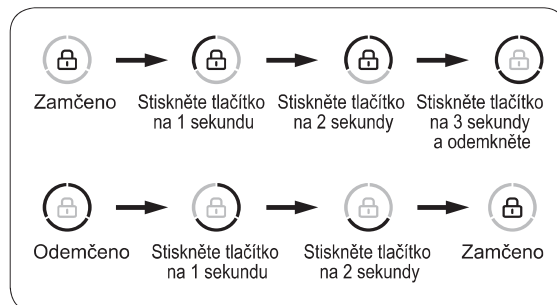 Zamčeno
Stiskněte tlačítko
na 1 sekundu
Stiskněte tlačítko
na 2 sekundy
Stiskněte tlačítko
na 3 sekundy
a odemkněte
Odemčeno
Stiskněte tlačítko
na 1 sekundu
Stiskněte tlačítko
na 2 sekundy
Zamčeno